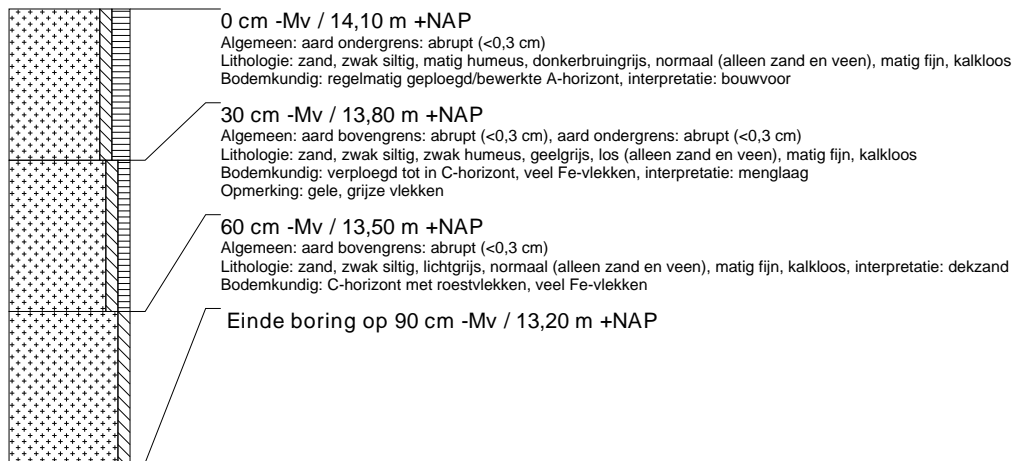 0 cm -Mv / 14,10 m +NAP
Algemeen: aard ondergrens: abrupt (<0,3 cm)
Lithologie: zand, zwak siltig, matig humeus, donkerbruingrijs, normaal (alleen zand en veen), matig fijn, kalkloos
Bodemkundig: regelmatig geploegd/bewerkte A-horizont, interpretatie: bouwvoor
30 cm -Mv / 13,80 m +NAP
Algemeen: aard bovengrens: abrupt (<0,3 cm), aard ondergrens: abrupt (<0,3 cm)
Lithologie: zand, zwak siltig, zwak humeus, geelgrijs, los (alleen zand en veen), matig fijn, kalkloos
Bodemkundig: verploegd tot in C-horizont, veel Fe-vlekken, interpretatie: menglaag
Opmerking: gele, grijze vlekken
60 cm -Mv / 13,50 m +NAP
Algemeen: aard bovengrens: abrupt (<0,3 cm)
Lithologie: zand, zwak siltig, lichtgrijs, normaal (alleen zand en veen), matig fijn, kalkloos, interpretatie: dekzand
Bodemkundig: C-horizont met roestvlekken, veel Fe-vlekken
Einde boring op 90 cm -Mv / 13,20 m +NAP